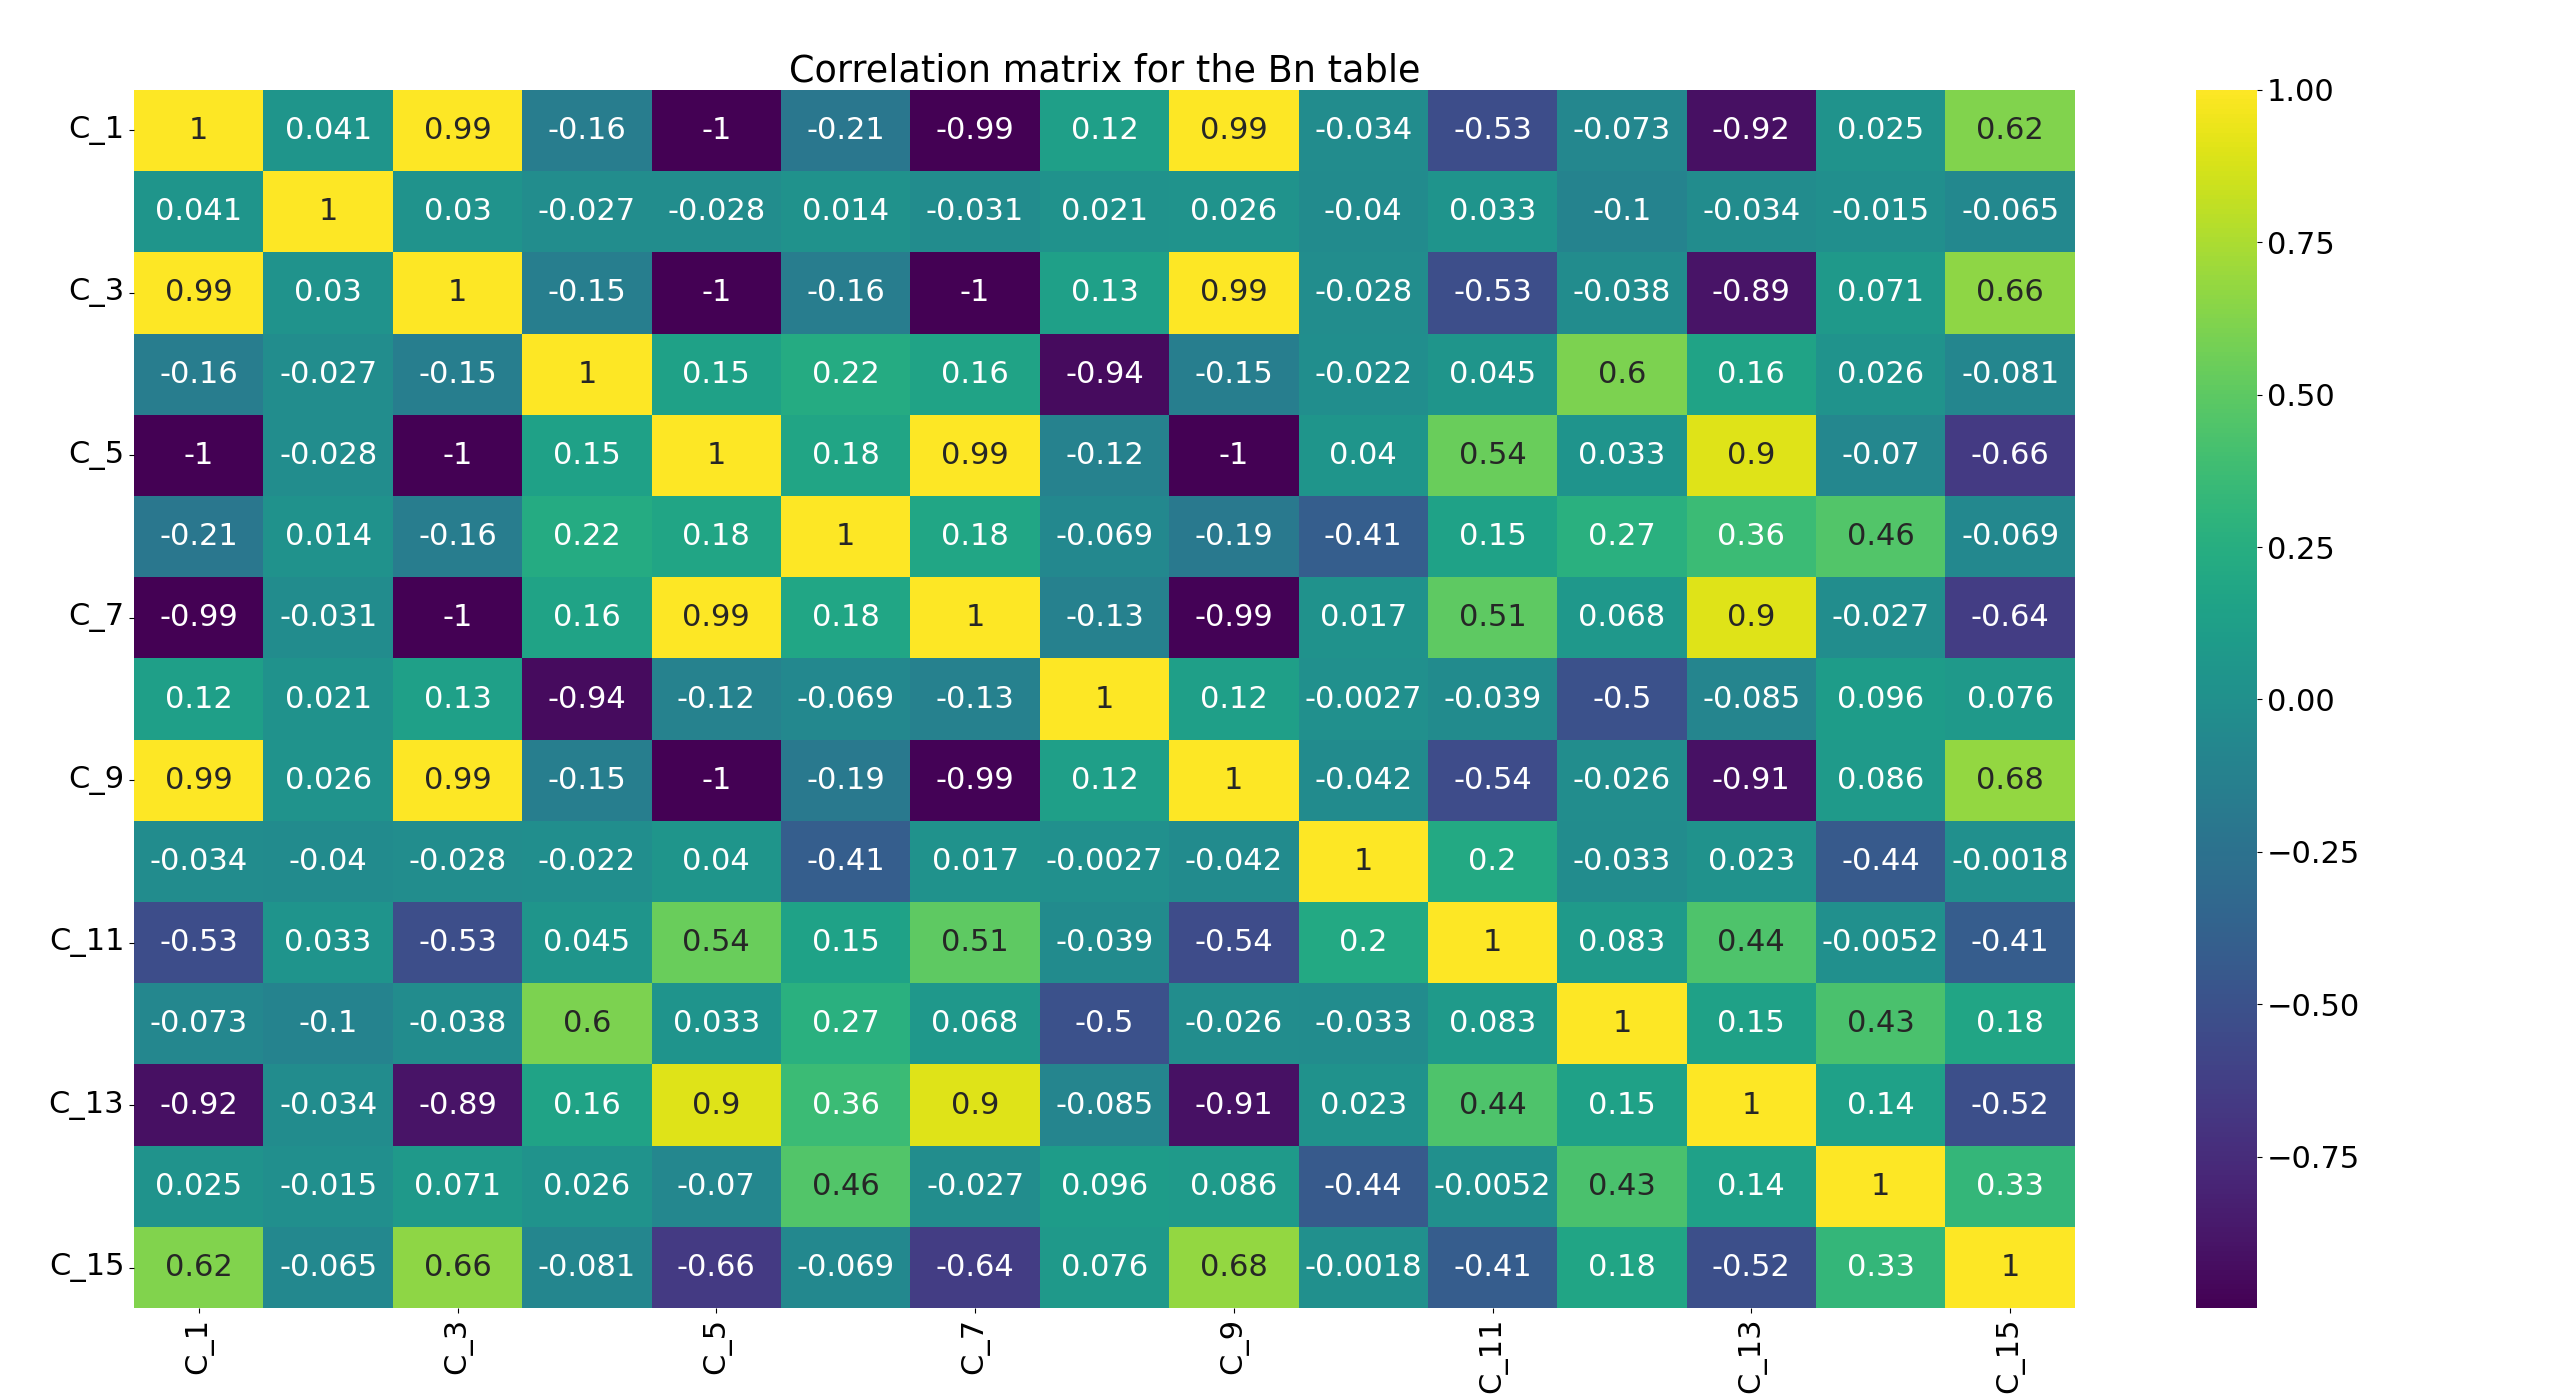 Correlation matrix for the Bn table
C_1 1 0.041 0.99 -0.16 -1 -0.21 -0.99 0.12 0.99 -0.034 -0.53 -0.073 -0.92 0.025 0.62
0.041 1 0.03 -0.027 -0.028 0.014 -0.031 0.021 0.026 -0.04 0.033 -0.1 -0.034 -0.015 -0.065
C_3 0.99 0.03 1 -0.15 -1 -0.16 -1 0.13 0.99 -0.028 -0.53 -0.038 -0.89 0.071 0.66
-0.16 -0.027 -0.15 1 0.15 0.22 0.16 -0.94 -0.15 -0.022 0.045 0.6 0.16 0.026 -0.081
C_5 -1 -0.028 -1 0.15 1 0.18 0.99 -0.12 -1 0.04 0.54 0.033 0.9 -0.07 -0.66
-0.21 0.014 -0.16 0.22 0.18 1 0.18 -0.069 -0.19 -0.41 0.15 0.27 0.36 0.46 -0.069
C_7 -0.99 -0.031 -1 0.16 0.99 0.18 1 -0.13 -0.99 0.017 0.51 0.068 0.9 -0.027 -0.64
0.12 0.021 0.13 -0.94 -0.12 -0.069 -0.13 1 0.12 -0.0027 -0.039 -0.5 -0.085 0.096 0.076
C_9 0.99 0.026 0.99 -0.15 -1 -0.19 -0.99 0.12 1 -0.042 -0.54 -0.026 -0.91 0.086 0.68
-0.034 -0.04 -0.028 -0.022 0.04 -0.41 0.017 -0.0027 -0.042 1 0.2 -0.033 0.023 -0.44 -0.0018
C_11 -0.53 0.033 -0.53 0.045 0.54 0.15 0.51 -0.039 -0.54 0.2 1 0.083 0.44 -0.0052 -0.41
-0.073 -0.1 -0.038 0.6 0.033 0.27 0.068 -0.5 -0.026 -0.033 0.083 1 0.15 0.43 0.18
C_13 -0.92 -0.034 -0.89 0.16 0.9 0.36 0.9 -0.085 -0.91 0.023 0.44 0.15 1 0.14 -0.52
0.025 -0.015 0.071 0.026 -0.07 0.46 -0.027 0.096 0.086 -0.44 -0.0052 0.43 0.14 1 0.33
C_15 0.62 -0.065 0.66 -0.081 -0.66 -0.069 -0.64 0.076 0.68 -0.0018 -0.41 0.18 -0.52 0.33 1
C_1 C_3 C_5 C_7 C_9 C_11 C_13 C_15
1.00
0.75
0.50
0.25
0.00
−0.25
−0.50
−0.75